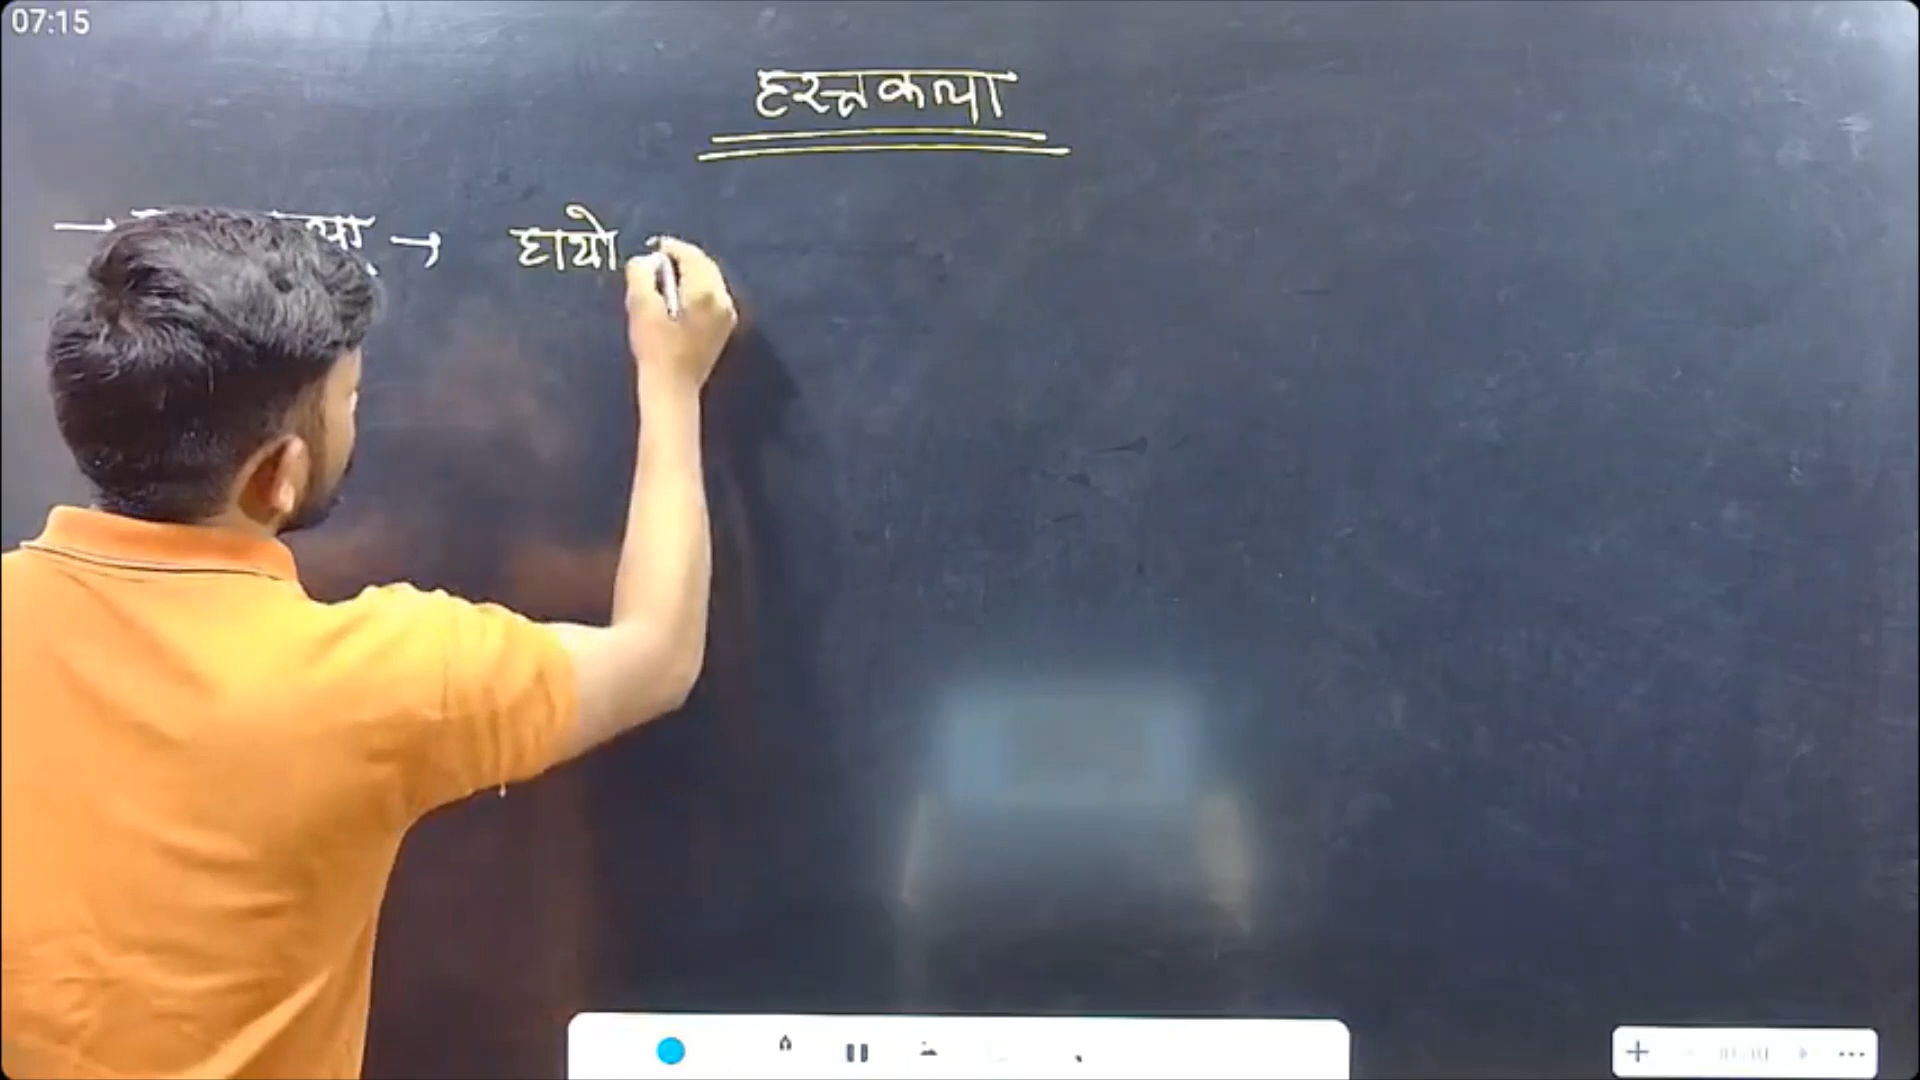 07:15
हस्तकला
→ → हाथो